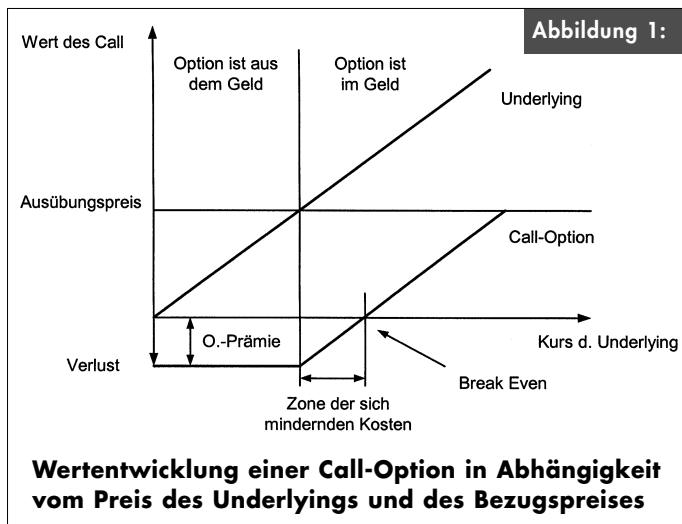 Abbildung 1:
Wert des Call
Option ist aus
dem Geld
Option ist
im Geld
Underlying
Ausübungspreis
Call-Option
O.-Prämie
Kurs d. Underlying
Verlust
Break Even
Zone der sich
mindernden Kosten
Wertentwicklung einer Call-Option in Abhängigkeit
vom Preis des Underlyings und des Bezugspreises